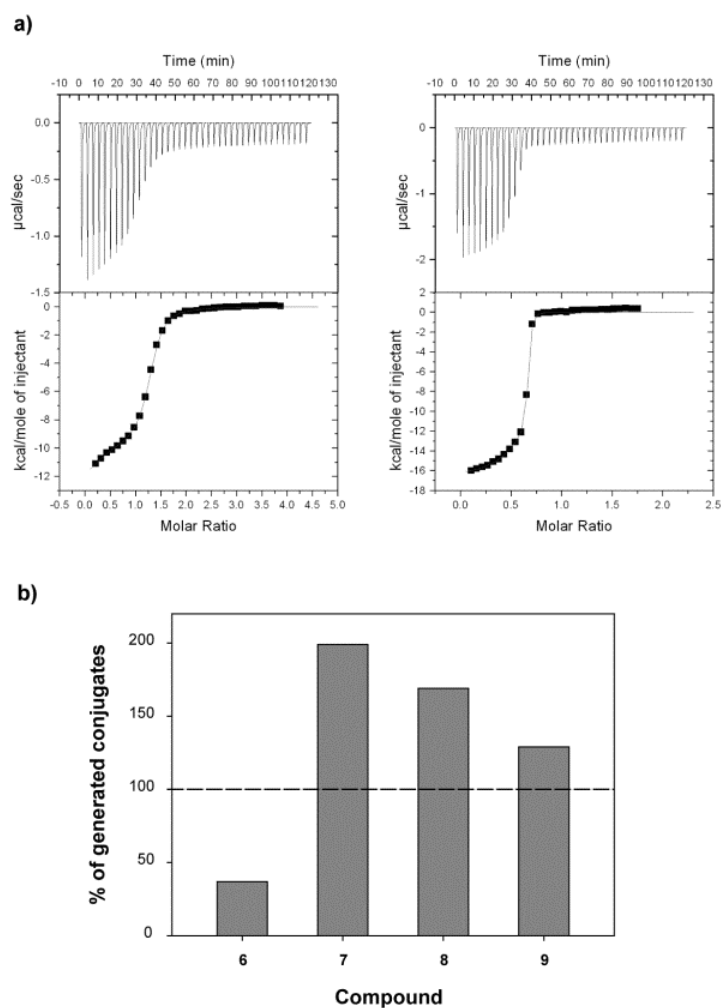 a)
Time (min)
-10 0 10 20 30 40 50 60 70 80 90 100 110 120 130
0.0
-0.5
-1.0
-1.5
µcal/sec
0
-2
-4
-6
-8
-10
-12
kcal/mole of injectant
-0.5 0.0 0.5 1.0 1.5 2.0 2.5 3.0 3.5 4.0 4.5 5.0
Molar Ratio
Time (min)
-10 0 10 20 30 40 50 60 70 80 90 100 110 120 130
0
-1
-2
µcal/sec
2
0
-2
-4
-6
-8
-10
-12
-14
-16
-18
kcal/mole of injectant
0.0 0.5 1.0 1.5 2.0 2.5
Molar Ratio
b)
% of generated conjugates
200
150
100
50
0
6 7 8 9
Compound